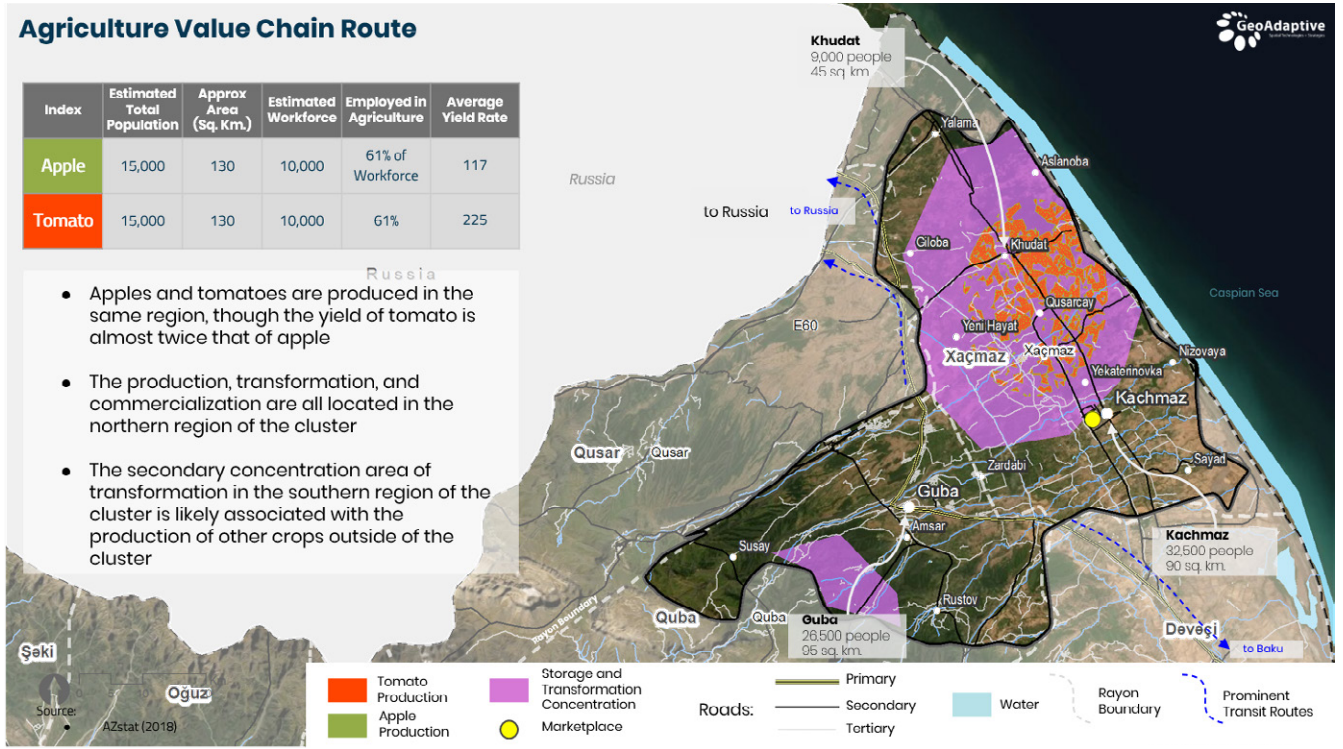 Agriculture Value Chain Route
GeoAdaptive
Index
Estimated
Total
Population
Approx
Area
(Sq. Km.)
Estimated
Workforce
Employed in
Agriculture
Average
Yield Rate
Apple
15,000
130
10,000
61% of
Workforce
117
Tomato
15,000
130
10,000
61%
225
Russia
Russia
● Apples and tomatoes are produced in the
same region, though the yield of tomato is
almost twice that of apple
● The production, transformation, and
commercialization are all located in the
northern region of the cluster
● The secondary concentration area of
transformation in the southern region of the
cluster is likely associated with the
production of other crops outside of the
cluster
Khudat
9,000 people
45 sq. km.
Yalama
Aslanoba
to Russia
to Russia
Giloba
Khudat
Caspian Sea
Qusarcay
E60
Yeni Hayat
Xaçmaz
Xaçmaz
Nizovaya
Yekaterinovka
Kachmaz
Qusar
Qusar
Zardabi
Sayad
Guba
Amsar
Susay
Kachmaz
32,500 people
90 sq. km.
Rayon Boundary
Rustov
Quba
Quba
Guba
26,500 people
95 sq. km.
Dəvəçi
to Baku
Şəki
Oğuz
Source:
● AZstat (2018)
Tomato
Production
Apple
Production
Storage and
Transformation
Concentration
Marketplace
Roads:
Primary
Secondary
Tertiary
Water
Rayon
Boundary
Prominent
Transit Routes